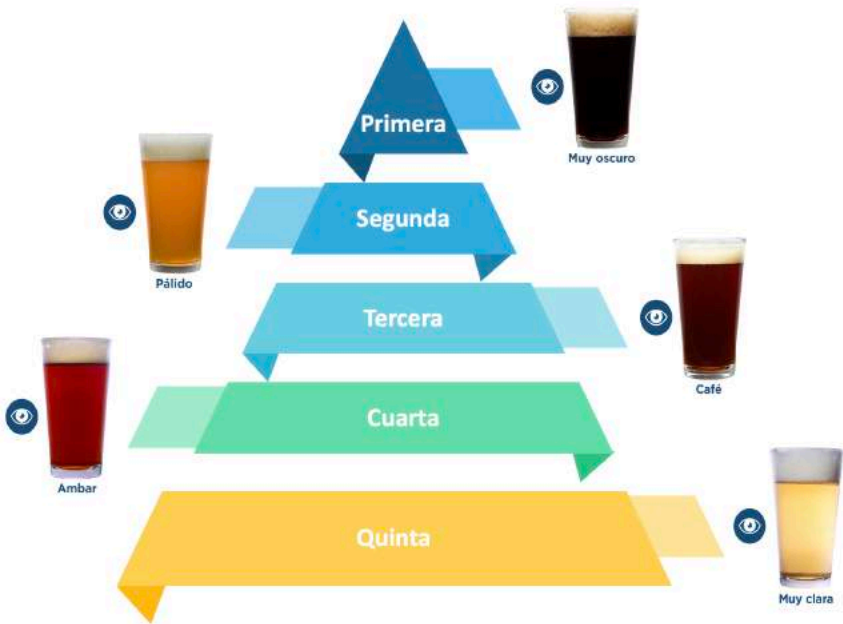 Primera
Muy oscuro
Segunda
Pálido
Tercera
Café
Cuarta
Ambar
Quinta
Muy clara